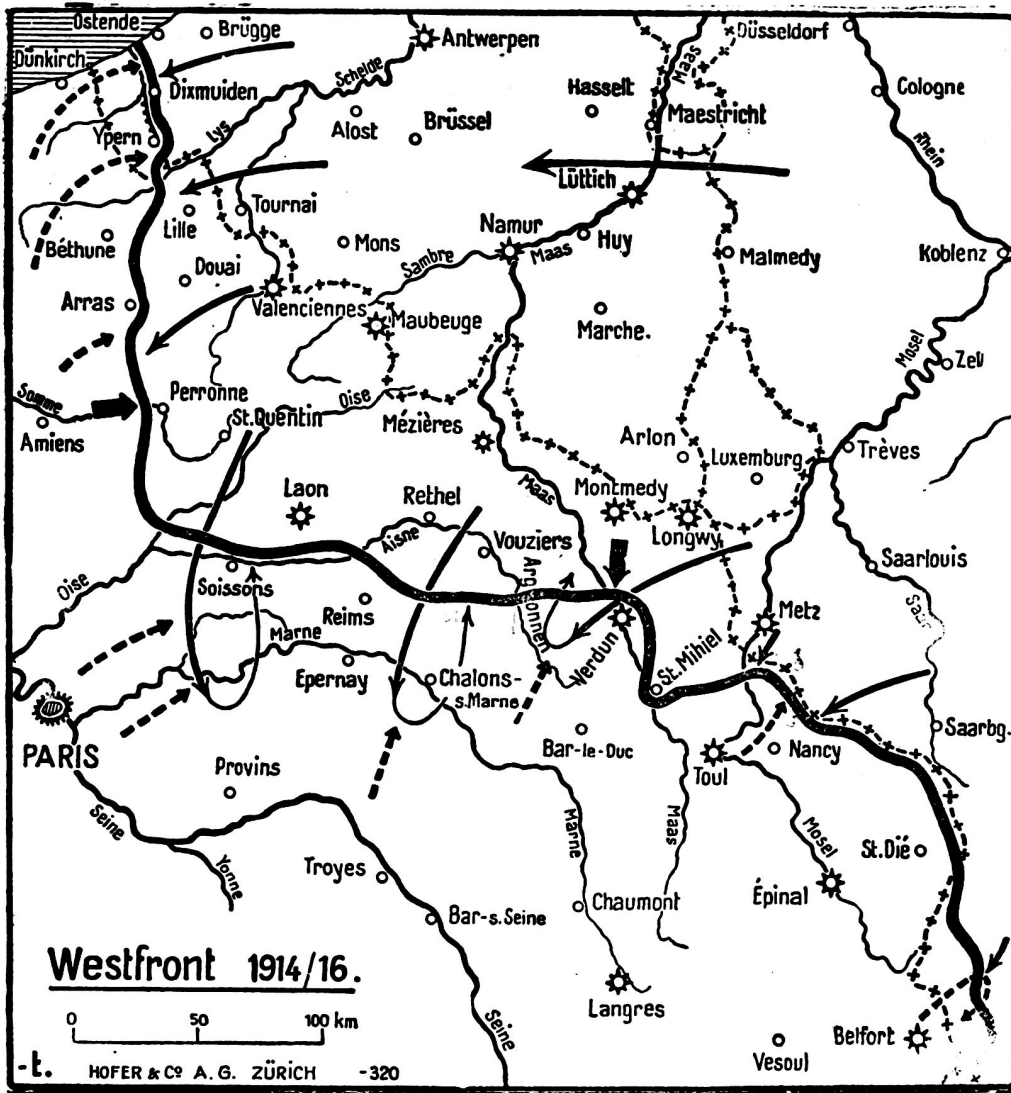 Ostende
Brügge
Antwerpen
Düsseldorf
Dünkirch
Dixmuiden
Schelde
Maas
Hasselt
Cologne
Ypern
Lys
Alost
Brüssel
Maestricht
Rhein
Lüttich
Lille
Tournai
Namur
Béthune
Mons
Maas
Huy
Malmedy
Koblenz
Douai
Sambre
Arras
Valenciennes
Maubeuge
Marche.
Mosel
Zell
Somme
Perronne
Oise
Amiens
St.Quentin
Mézières
Arlon
Luxemburg
Trèves
Laon
Rethel
Maas
Montmedy
Longwy
Aisne
Vouziers
Saarlouis
Oise
Soissons
Argonnen
Reims
Metz
Marne
Verdun
St.Mihiel
Epernay
Chalons-
s.Marne
PARIS
Bar-le-Duc
Nancy
Saarbg.
Provins
Toul
Seine
Marne
Maas
Mosel
St.Dié
Yonne
Troyes
Épinal
Chaumont
Bar-s.Seine
Westfront 1914/16.
Langres
0 50 100 km
Seine
Belfort
Vesoul
-t. HOFER & Co A.G. ZÜRICH -320